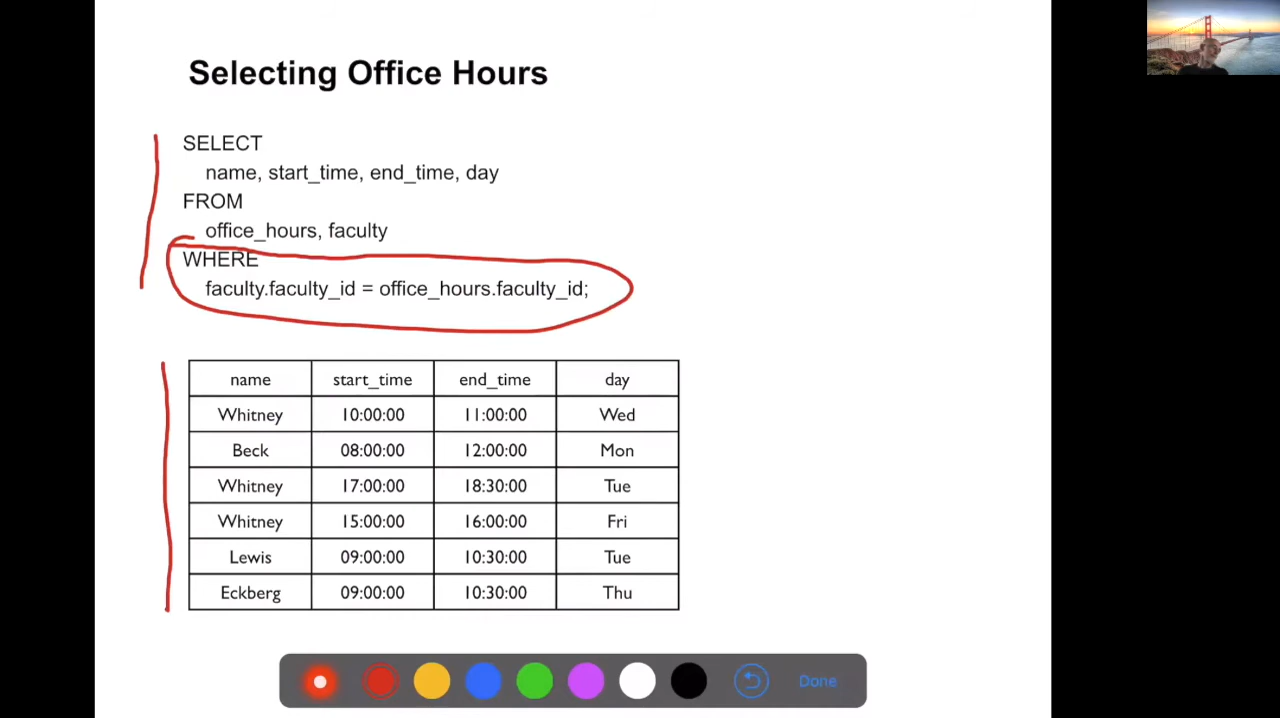 Selecting Office Hours
SELECT
name, start_time, end_time, day
FROM
office_hours, faculty
WHERE
faculty.faculty_id = office_hours.faculty_id;
name start_time end_time day
Whitney 10:00:00 11:00:00 Wed
Beck 08:00:00 12:00:00 Mon
Whitney 17:00:00 18:30:00 Tue
Whitney 15:00:00 16:00:00 Fri
Lewis 09:00:00 10:30:00 Tue
Eckberg 09:00:00 10:30:00 Thu
Done